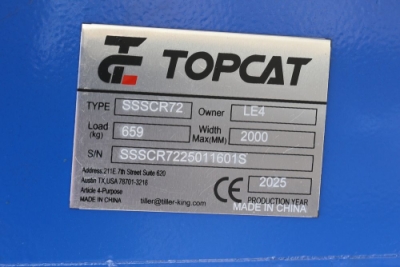 TOPCAT
TYPE SSSCR72 Owner LE4
Load (kg) 659 Width Max(MM) 2000
S/N SSSCR7225011601S
Address 211E 7th Street Suite 620
Austin TX,USA 78701-3218
Article 4-Purpose
MADE IN CHINA
tiller@tiller-king.com
CE 2025
PRODUCTION YEAR
MADE IN CHINA